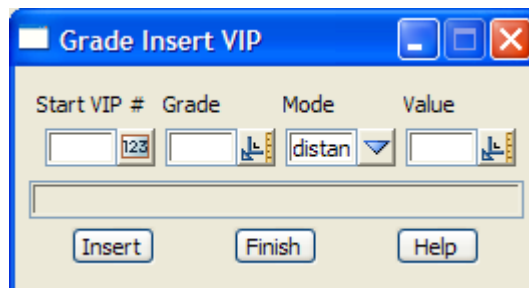 Grade Insert VIP
Start VIP # Grade Mode Value
123 distan
Insert Finish Help